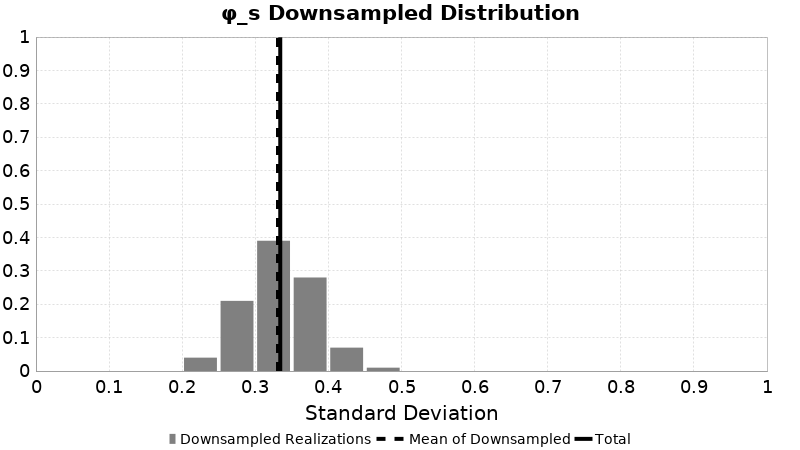 φ_s Downsampled Distribution
1
0.9
0.8
0.7
0.6
0.5
0.4
0.3
0.2
0.1
0
0 0.1 0.2 0.3 0.4 0.5 0.6 0.7 0.8 0.9 1
Standard Deviation
Downsampled Realizations Mean of Downsampled Total